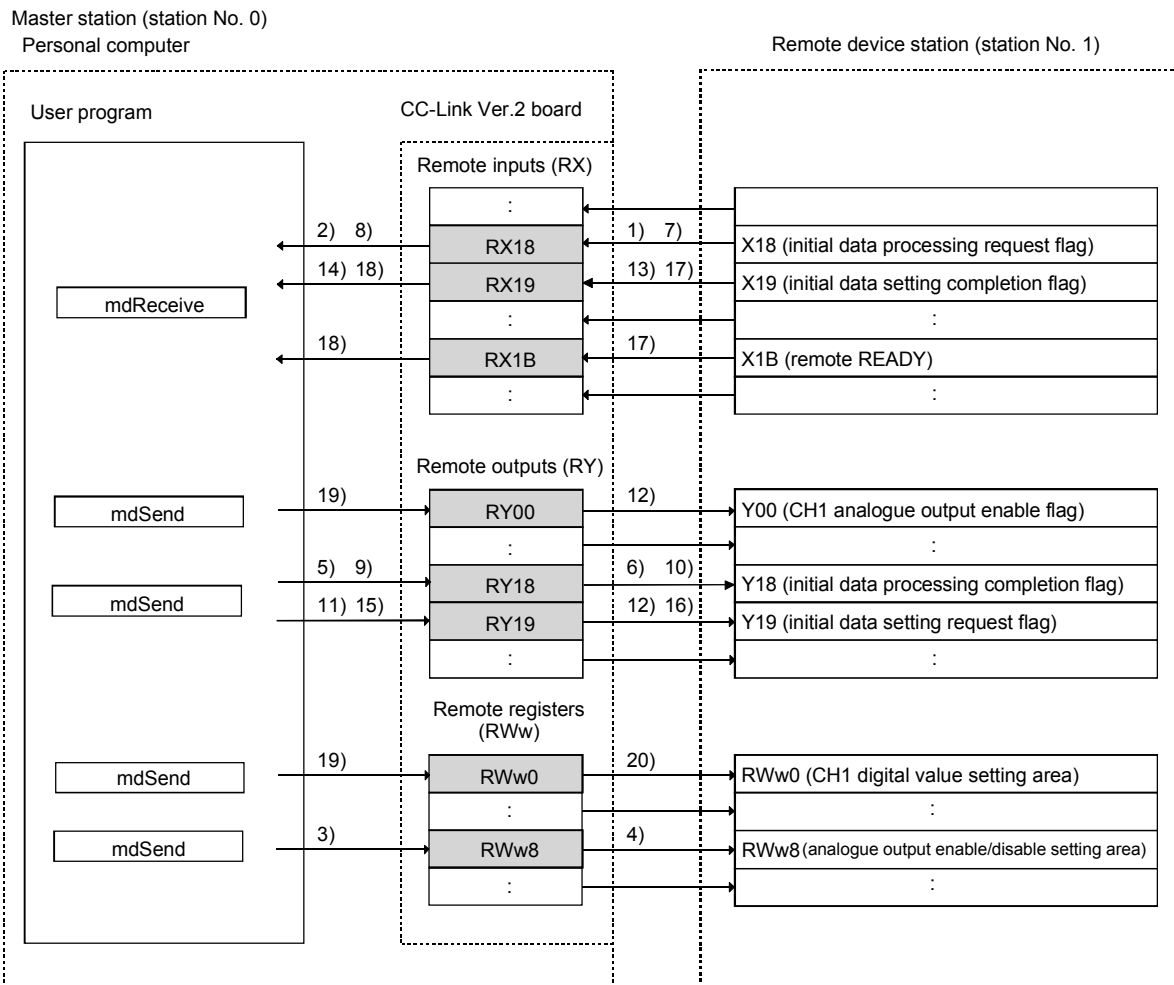 Master station (station No. 0)
Personal computer
Remote device station (station No. 1)
User program
CC-Link Ver.2 board
Remote inputs (RX)
:
2) 8)
RX18
1) 7)
X18 (initial data processing request flag)
14) 18)
RX19
13) 17)
X19 (initial data setting completion flag)
mdReceive
:
:
18)
RX1B
17)
X1B (remote READY)
:
:
Remote outputs (RY)
mdSend
19)
RY00
12)
Y00 (CH1 analogue output enable flag)
:
:
5) 9)
RY18
6) 10)
Y18 (initial data processing completion flag)
mdSend
11) 15)
RY19
12) 16)
Y19 (initial data setting request flag)
:
:
Remote registers
(RWw)
mdSend
19)
RWw0
20)
RWw0 (CH1 digital value setting area)
:
:
mdSend
3)
RWw8
4)
RWw8 (analogue output enable/disable setting area)
:
: